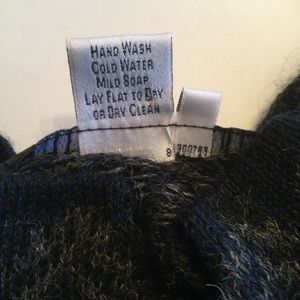 HAND WASH
COLD WATER
MILD SOAP
LAY FLAT TO DRY
OR DRY CLEAN